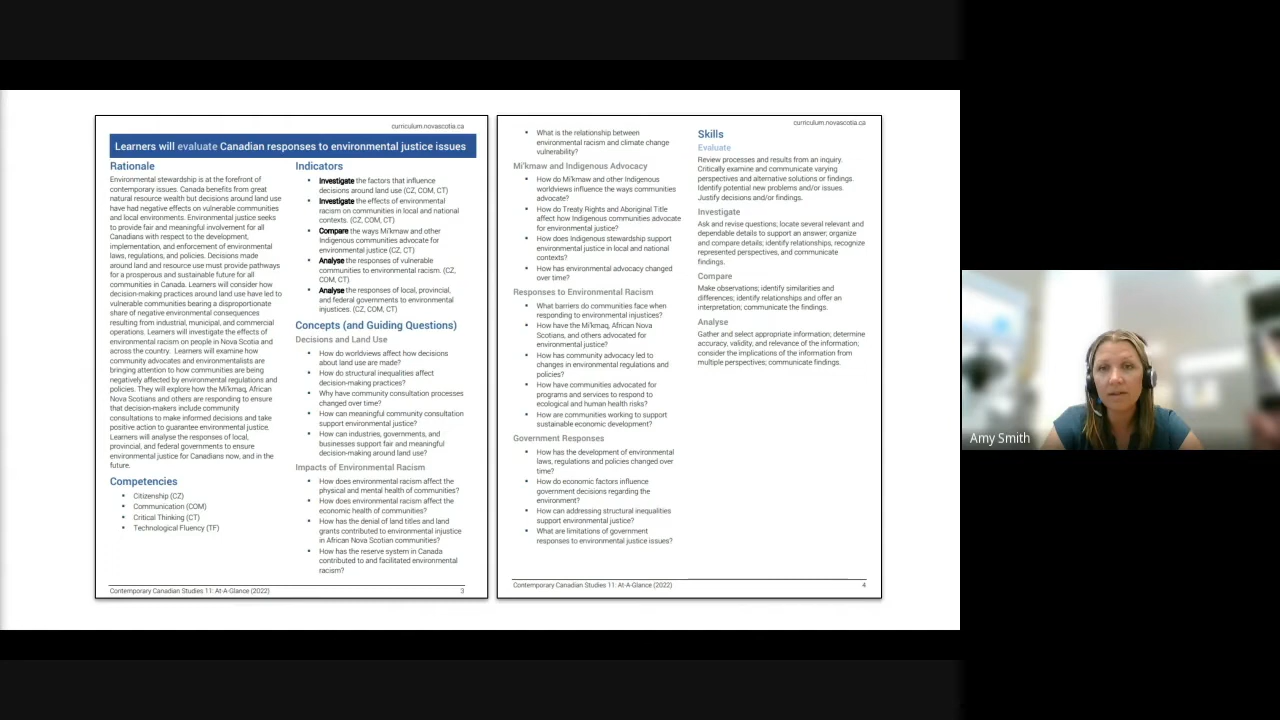 curriculum.novascotia.ca
Learners will evaluate Canadian responses to environmental justice issues
Rationale
Environmental stewardship is at the forefront of
contemporary issues. Canada benefits from great
natural resource wealth but decisions around land use
have had negative effects on vulnerable communities
and local environments. Environmental justice seeks
to provide fair and meaningful involvement for all
Canadians with respect to the development,
implementation, and enforcement of environmental
laws, regulations, and policies. Decisions made
around land and resource use must provide pathways
for a prosperous and sustainable future for all
communities in Canada. Learners will consider how
decision-making practices around land use have led to
vulnerable communities bearing a disproportionate
share of negative environmental consequences
resulting from industrial, municipal, and commercial
operations. Learners will investigate the effects of
environmental racism on people in Nova Scotia and
across the country. Learners will examine how
community advocates and environmentalists are
bringing attention to how communities are being
negatively affected by environmental regulations and
policies. They will explore how the Mi'kmaq, African
Nova Scotians and others are responding to ensure
that decision-makers include community
consultations to make informed decisions and take
positive action to guarantee environmental justice.
Learners will analyse the responses of local,
provincial, and federal governments to ensure
environmental justice for Canadians now, and in the
future.
Competencies
• Citizenship (CZ)
• Communication (COM)
• Critical Thinking (CT)
• Technological Fluency (TF)
Indicators
• Investigate the factors that influence
decisions around land use (CZ, COM, CT)
• Investigate the effects of environmental
racism on communities in local and national
contexts. (CZ, COM, CT)
• Compare the ways Mi'kmaw and other
Indigenous communities advocate for
environmental justice (CZ, CT)
• Analyse the responses of vulnerable
communities to environmental racism. (CZ,
COM, CT)
• Analyse the responses of local, provincial,
and federal governments to environmental
injustices. (CZ, COM, CT)
Concepts (and Guiding Questions)
Decisions and Land Use
• How do worldviews affect how decisions
about land use are made?
• How do structural inequalities affect
decision-making practices?
• Why have community consultation processes
changed over time?
• How can meaningful community consultation
support environmental justice?
• How can industries, governments, and
businesses support fair and meaningful
decision-making around land use?
Impacts of Environmental Racism
• How does environmental racism affect the
physical and mental health of communities?
• How does environmental racism affect the
economic health of communities?
• How has the denial of land titles and land
grants contributed to environmental injustice
in African Nova Scotian communities?
• How has the reserve system in Canada
contributed to and facilitated environmental
racism?
Contemporary Canadian Studies 11: At-A-Glance (2022) 3
curriculum.novascotia.ca
• What is the relationship between
environmental racism and climate change
vulnerability?
Mi'kmaw and Indigenous Advocacy
• How do Mi'kmaw and other Indigenous
worldviews influence the ways communities
advocate?
• How do Treaty Rights and Aboriginal Title
affect how Indigenous communities advocate
for environmental justice?
• How does Indigenous stewardship support
environmental justice in local and national
contexts?
• How has environmental advocacy changed
over time?
Responses to Environmental Racism
• What barriers do communities face when
responding to environmental injustices?
• How have the Mi'kmaq, African Nova
Scotians, and others advocated for
environmental justice?
• How has community advocacy led to
changes in environmental regulations and
policies?
• How have communities advocated for
programs and services to respond to
ecological and human health risks?
• How are communities working to support
sustainable economic development?
Government Responses
• How has the development of environmental
laws, regulations and policies changed over
time?
• How do economic factors influence
government decisions regarding the
environment?
• How can addressing structural inequalities
support environmental justice?
• What are limitations of government
responses to environmental justice issues?
Skills
Evaluate
Review processes and results from an inquiry.
Critically examine and communicate varying
perspectives and alternative solutions or findings.
Identify potential new problems and/or issues.
Justify decisions and/or findings.
Investigate
Ask and revise questions; locate several relevant and
dependable details to support an answer; organize
and compare details; identify relationships, recognize
represented perspectives, and communicate
findings.
Compare
Make observations; identify similarities and
differences; identify relationships and offer an
interpretation; communicate the findings.
Analyse
Gather and select appropriate information; determine
accuracy, validity, and relevance of the information;
consider the implications of the information from
multiple perspectives; communicate findings.
Contemporary Canadian Studies 11: At-A-Glance (2022) 4
Amy Smith